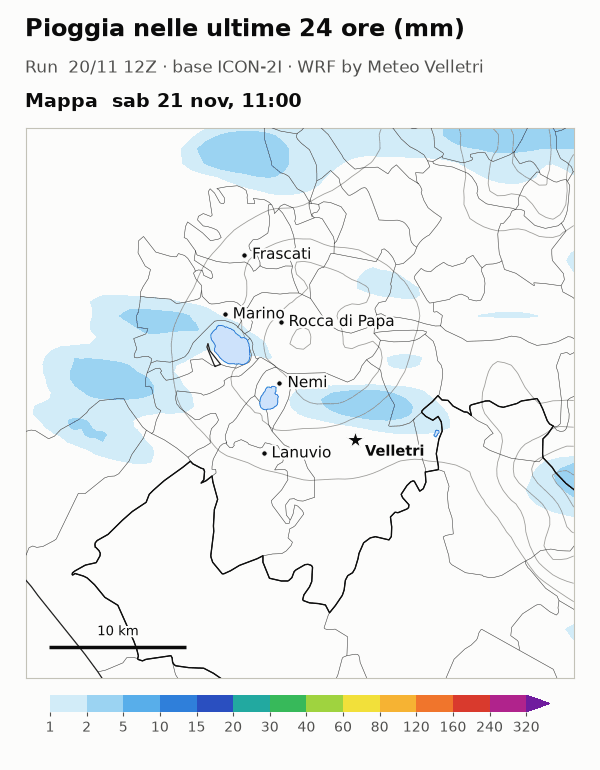 Pioggia nelle ultime 24 ore (mm)
Run  20/11 12Z · base ICON-2I · WRF by Meteo Velletri
Mappa  sab 21 nov, 11:00
Frascati
Marino
Rocca di Papa
Nemi
Lanuvio
Velletri
10 km
1 2 5 10 15 20 30 40 60 80 120 160 240 320